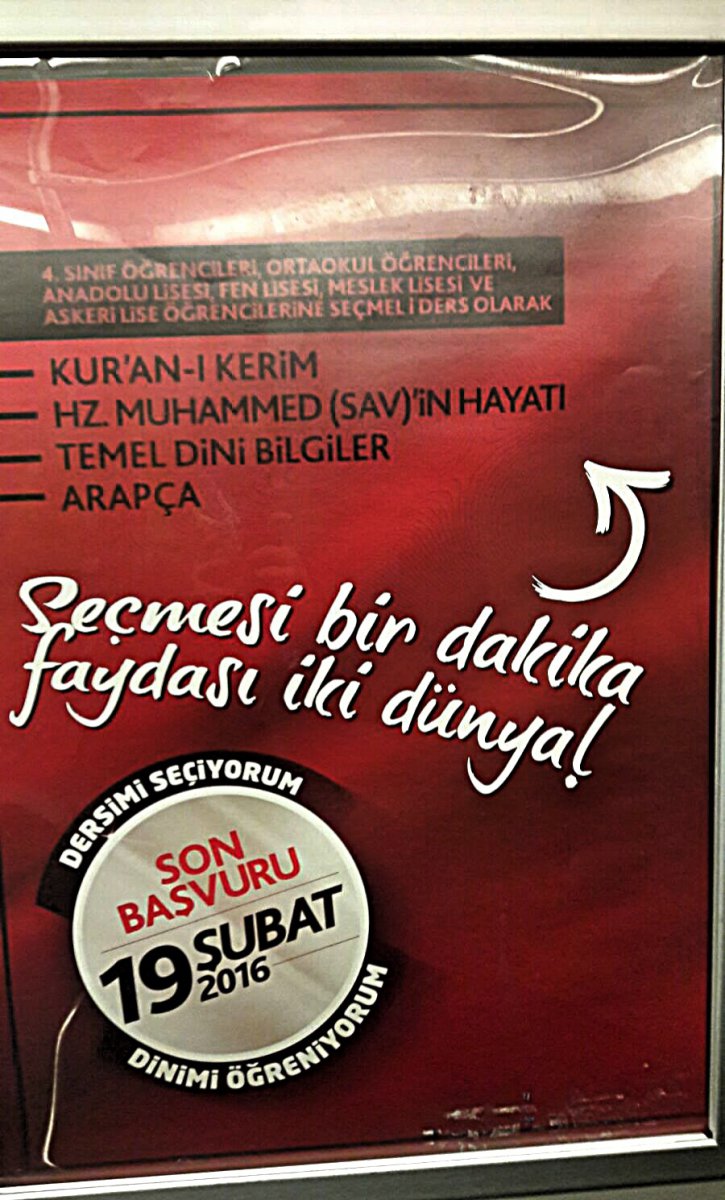 4. SINIF ÖĞRENCİLERİ, ORTAOKUL ÖĞRENCİLERİ,
ANADOLU LİSESİ, FEN LİSESİ, MESLEK LİSESİ VE
ASKERİ LİSE ÖĞRENCİLERİNE SEÇMELİ DERS OLARAK
— KUR'AN-I KERİM
— HZ. MUHAMMED (SAV)'İN HAYATI
— TEMEL DİNİ BİLGİLER
— ARAPÇA
Seçmesi bir dakika
faydası iki dünya!
DERSİMİ SEÇİYORUM
SON
BAŞVURU
19 ŞUBAT
2016
DİNİMİ ÖĞRENİYORUM